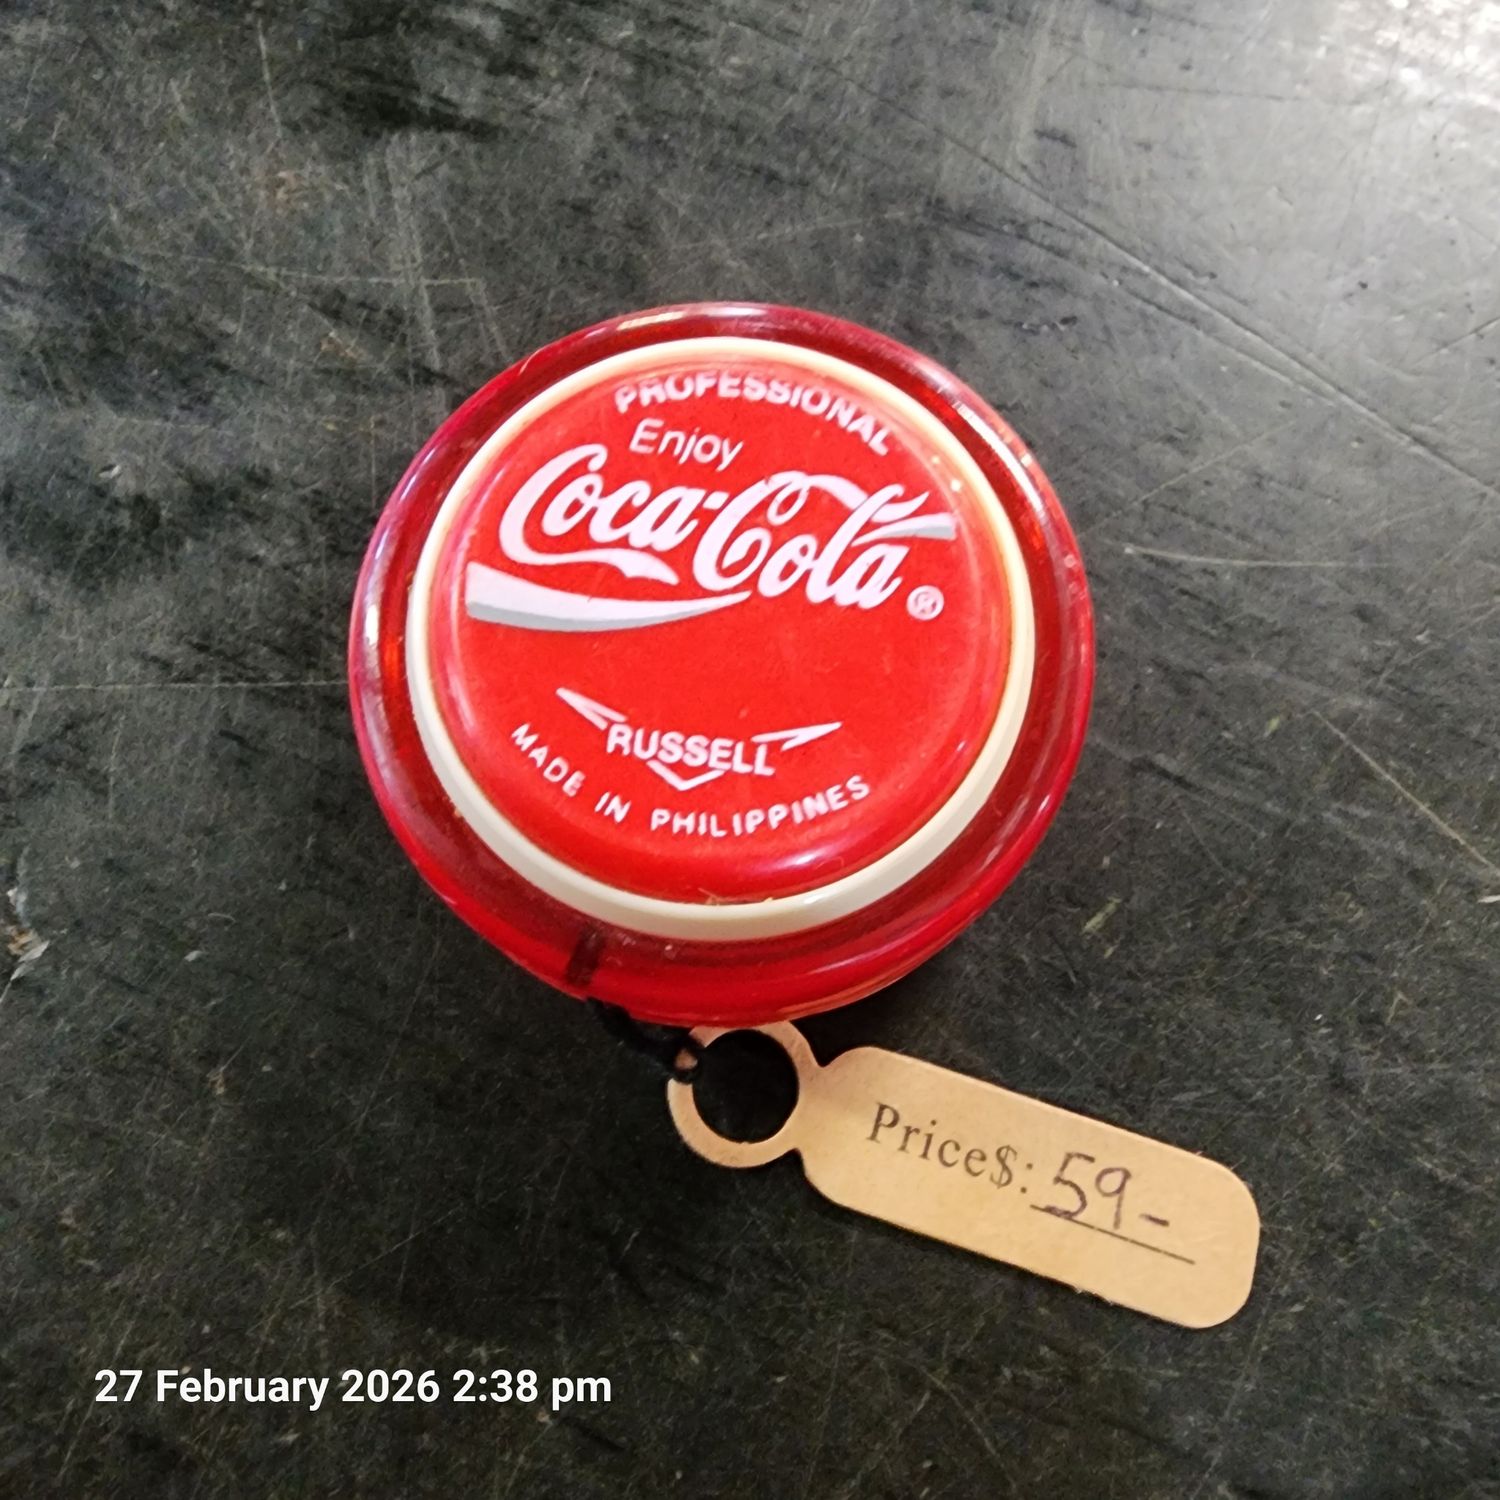 PROFESSIONAL
Enjoy
Coca-Cola®
RUSSELL
MADE IN PHILIPPINES
Price$: 59-
27 February 2026 2:38 pm